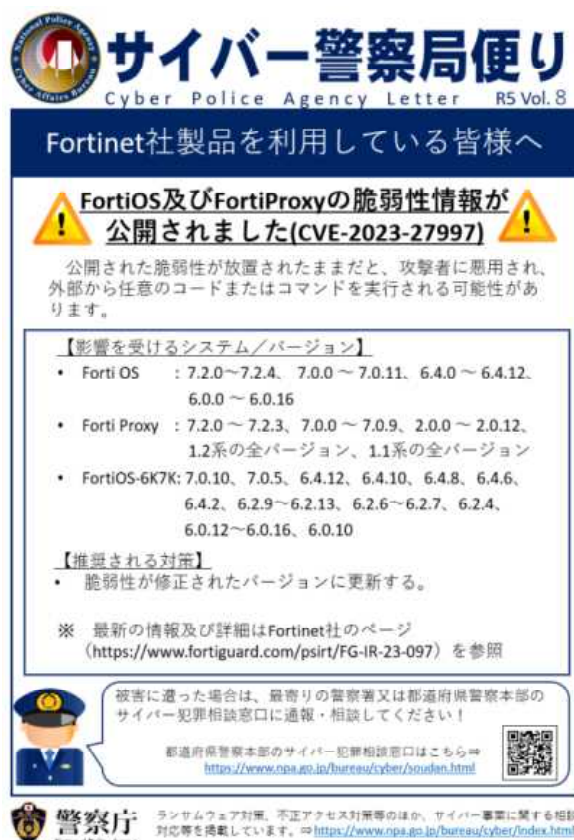 サイバー警察局便り
Cyber Police Agency Letter R5 Vol. 8
National Police Agency
Cyber Affairs Bureau
Fortinet社製品を利用している皆様へ
FortiOS及びFortiProxyの脆弱性情報が
公開されました(CVE-2023-27997)
公開された脆弱性が放置されたままだと、攻撃者に悪用され、
外部から任意のコードまたはコマンドを実行される可能性があ
ります。
【影響を受けるシステム／バージョン】
• Forti OS : 7.2.0～7.2.4、 7.0.0 ～ 7.0.11、 6.4.0 ～ 6.4.12、
6.0.0 ～ 6.0.16
• Forti Proxy : 7.2.0 ～ 7.2.3、 7.0.0 ～ 7.0.9、 2.0.0 ～ 2.0.12、
1.2系の全バージョン、1.1系の全バージョン
• FortiOS-6K7K: 7.0.10、 7.0.5、 6.4.12、 6.4.10、 6.4.8、 6.4.6、
6.4.2、 6.2.9～6.2.13、 6.2.6～6.2.7、 6.2.4、
6.0.12～6.0.16、 6.0.10
【推奨される対策】
• 脆弱性が修正されたバージョンに更新する。
※ 最新の情報及び詳細はFortinet社のページ
（https://www.fortiguard.com/psirt/FG-IR-23-097）を参照
被害に遭った場合は、最寄りの警察署又は都道府県警察本部の
サイバー犯罪相談窓口に通報・相談してください！
都道府県警察本部のサイバー犯罪相談窓口はこちら⇒
https://www.npa.go.jp/bureau/cyber/soudan.html
警察庁
ランサムウェア対策、不正アクセス対策等のほか、サイバー事案に関する相談
対応等を掲載しています。⇒https://www.npa.go.jp/bureau/cyber/index.html